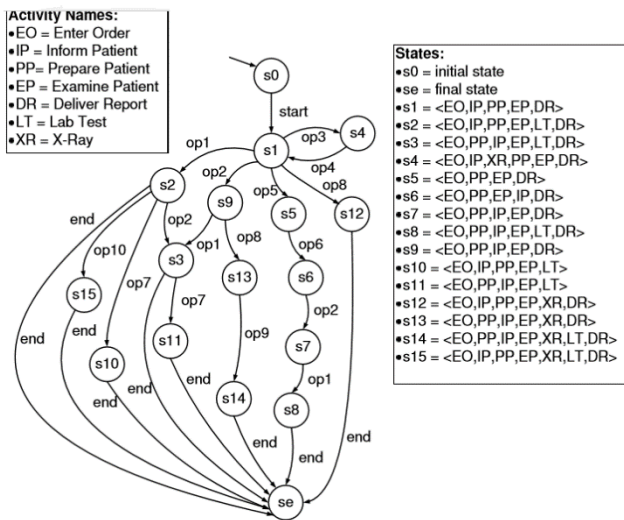 Activity Names:
•EO = Enter Order
•IP = Inform Patient
•PP= Prepare Patient
•EP = Examine Patient
•DR = Deliver Report
•LT = Lab Test
•XR = X-Ray
s0
start
s1
op3
s4
op4
op1
op2
op5
op8
s2
s9
s5
s12
end
op10
op7
op2
op1
op8
op6
s3
s13
s6
s15
op7
op9
op2
s7
end
s10
s11
op1
end
end
s14
s8
end
end
end
se
States:
•s0 = initial state
•se = final state
•s1 = <EO,IP,PP,EP,DR>
•s2 = <EO,IP,PP,EP,LT,DR>
•s3 = <EO,PP,IP,EP,LT,DR>
•s4 = <EO,IP,XR,PP,EP,DR>
•s5 = <EO,PP,EP,DR>
•s6 = <EO,PP,EP,IP,DR>
•s7 = <EO,PP,IP,EP,DR>
•s8 = <EO,PP,IP,EP,LT,DR>
•s9 = <EO,PP,IP,EP,DR>
•s10 = <EO,IP,PP,EP,LT>
•s11 = <EO,PP,IP,EP,LT>
•s12 = <EO,IP,PP,EP,XR,DR>
•s13 = <EO,PP,IP,EP,XR,DR>
•s14 = <EO,PP,IP,EP,XR,LT,DR>
•s15 = <EO,IP,PP,EP,XR,LT,DR>